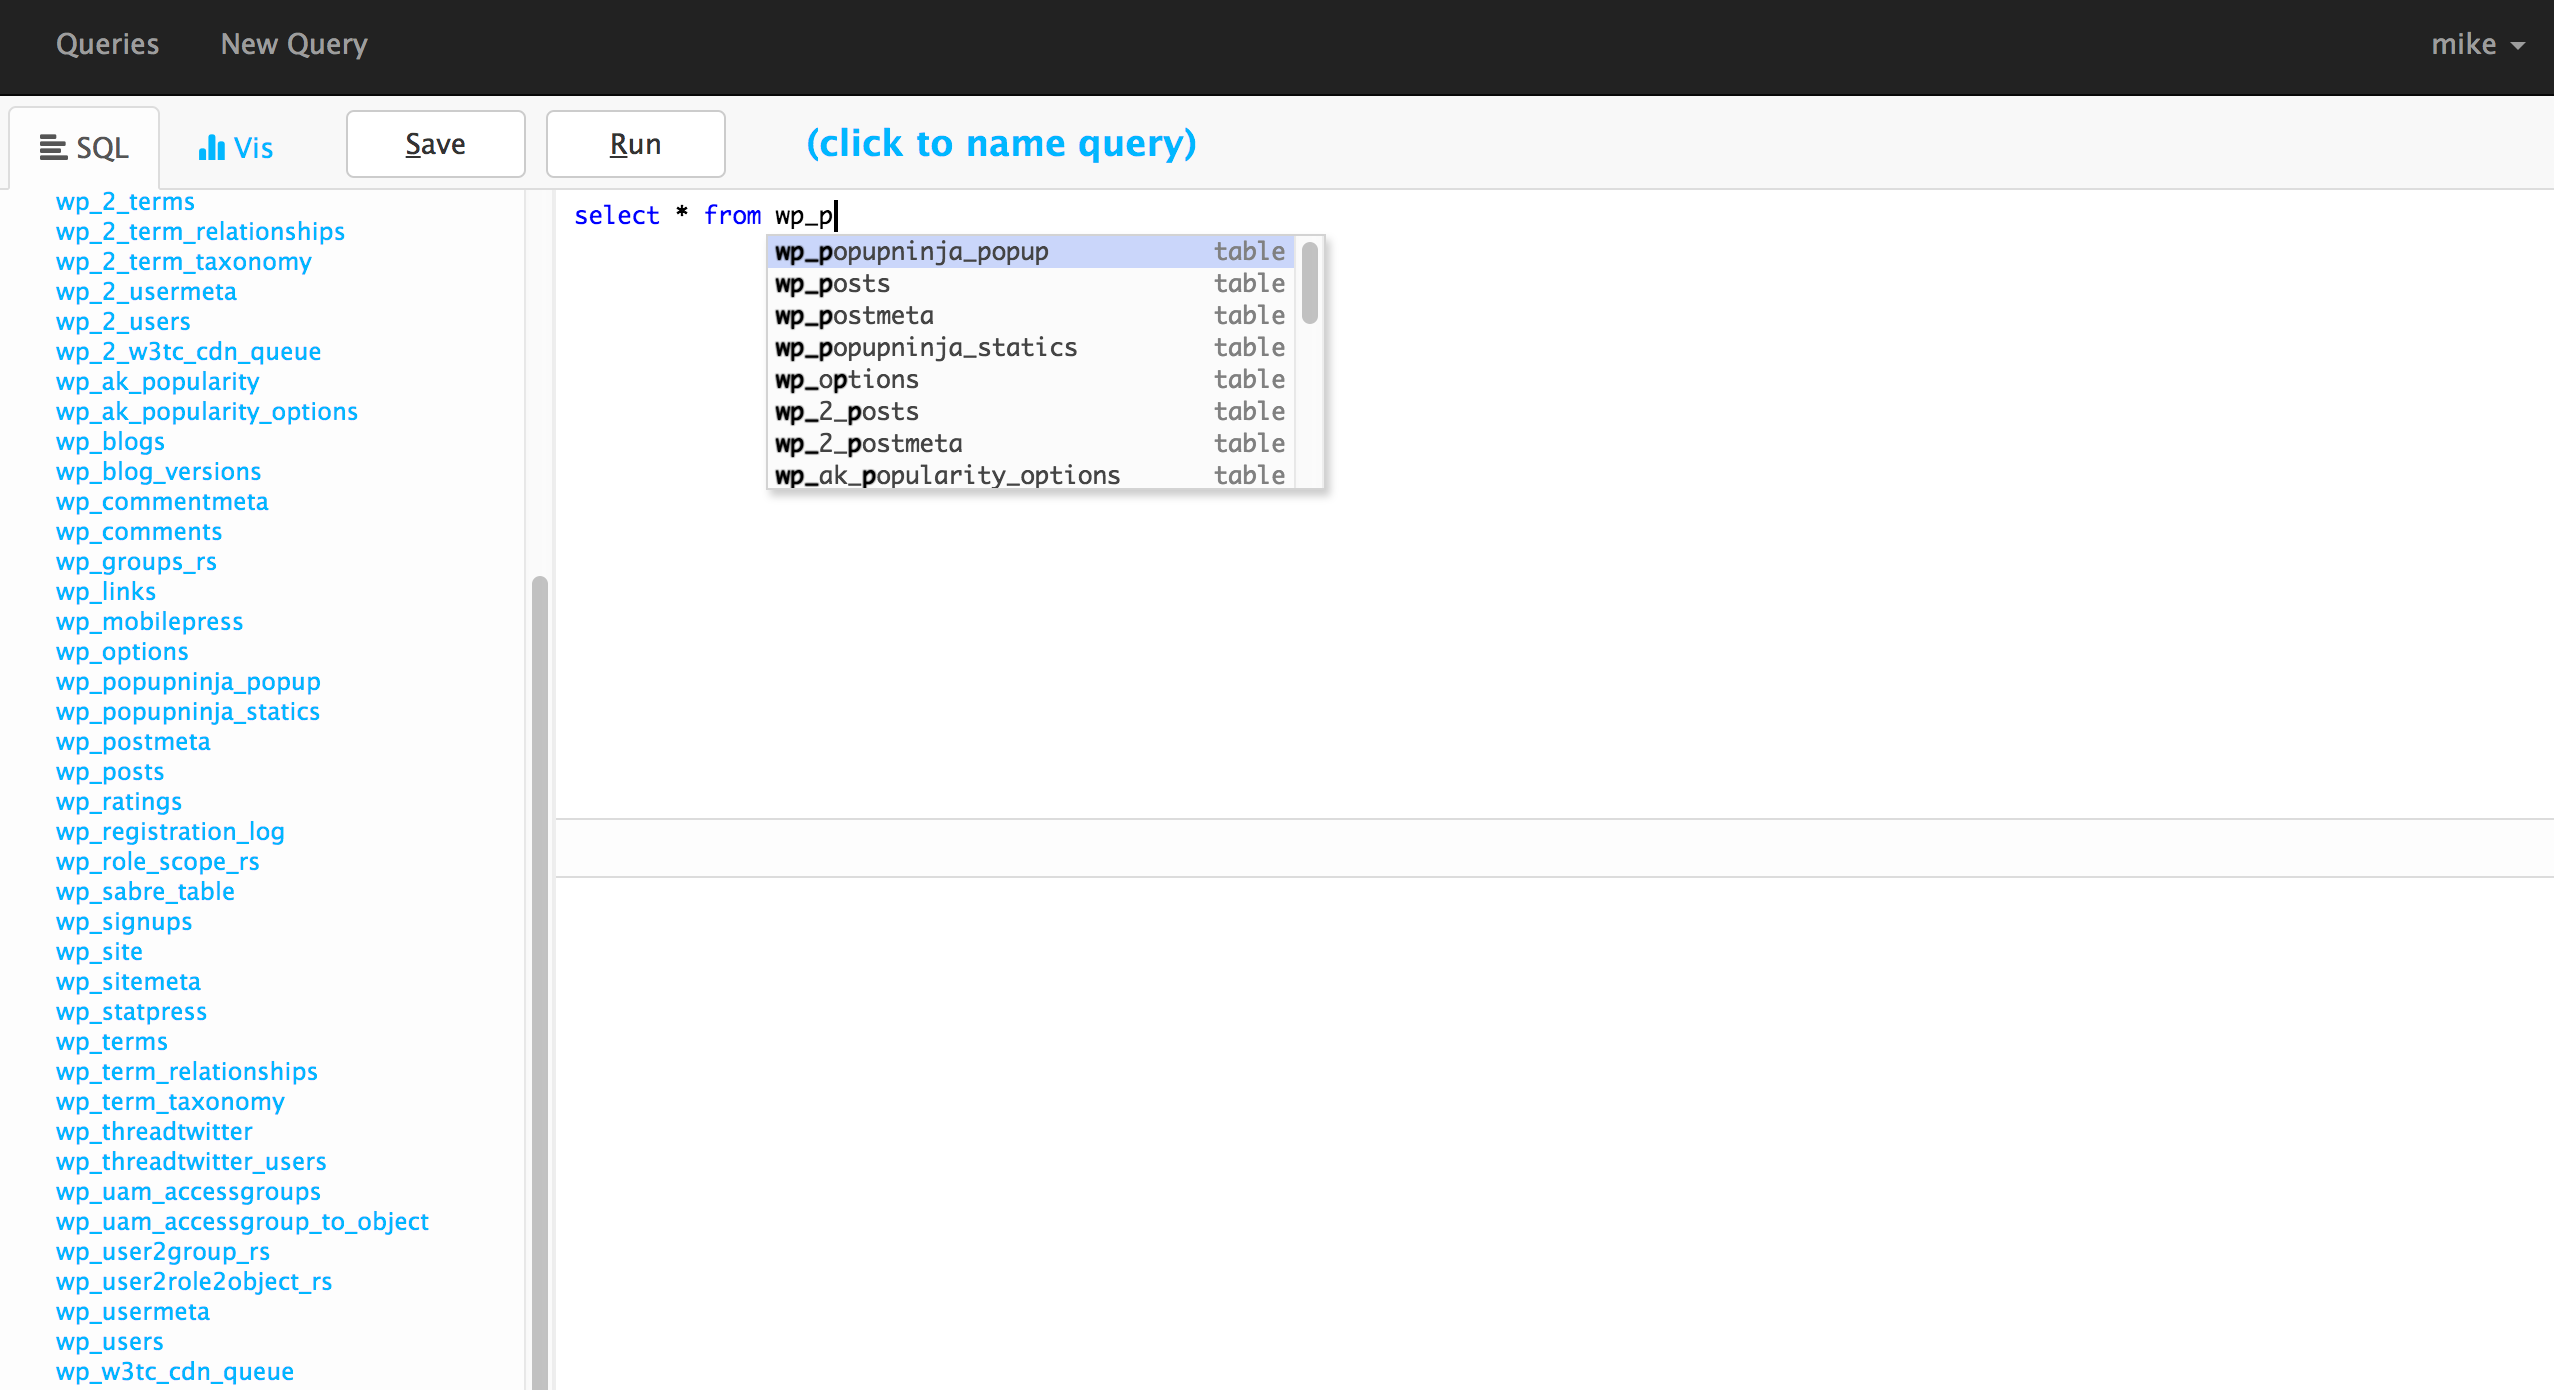 Queries New Query mike
SQL Vis Save Run (click to name query)
wp_2_terms
wp_2_term_relationships
wp_2_term_taxonomy
wp_2_usermeta
wp_2_users
wp_2_w3tc_cdn_queue
wp_ak_popularity
wp_ak_popularity_options
wp_blogs
wp_blog_versions
wp_commentmeta
wp_comments
wp_groups_rs
wp_links
wp_mobilepress
wp_options
wp_popupninja_popup
wp_popupninja_statics
wp_postmeta
wp_posts
wp_ratings
wp_registration_log
wp_role_scope_rs
wp_sabre_table
wp_signups
wp_site
wp_sitemeta
wp_statpress
wp_terms
wp_term_relationships
wp_term_taxonomy
wp_threadtwitter
wp_threadtwitter_users
wp_uam_accessgroups
wp_uam_accessgroup_to_object
wp_user2group_rs
wp_user2role2object_rs
wp_usermeta
wp_users
wp_w3tc_cdn_queue
select * from wp_p
wp_popupninja_popup table
wp_posts table
wp_postmeta table
wp_popupninja_statics table
wp_options table
wp_2_posts table
wp_2_postmeta table
wp_ak_popularity_options table